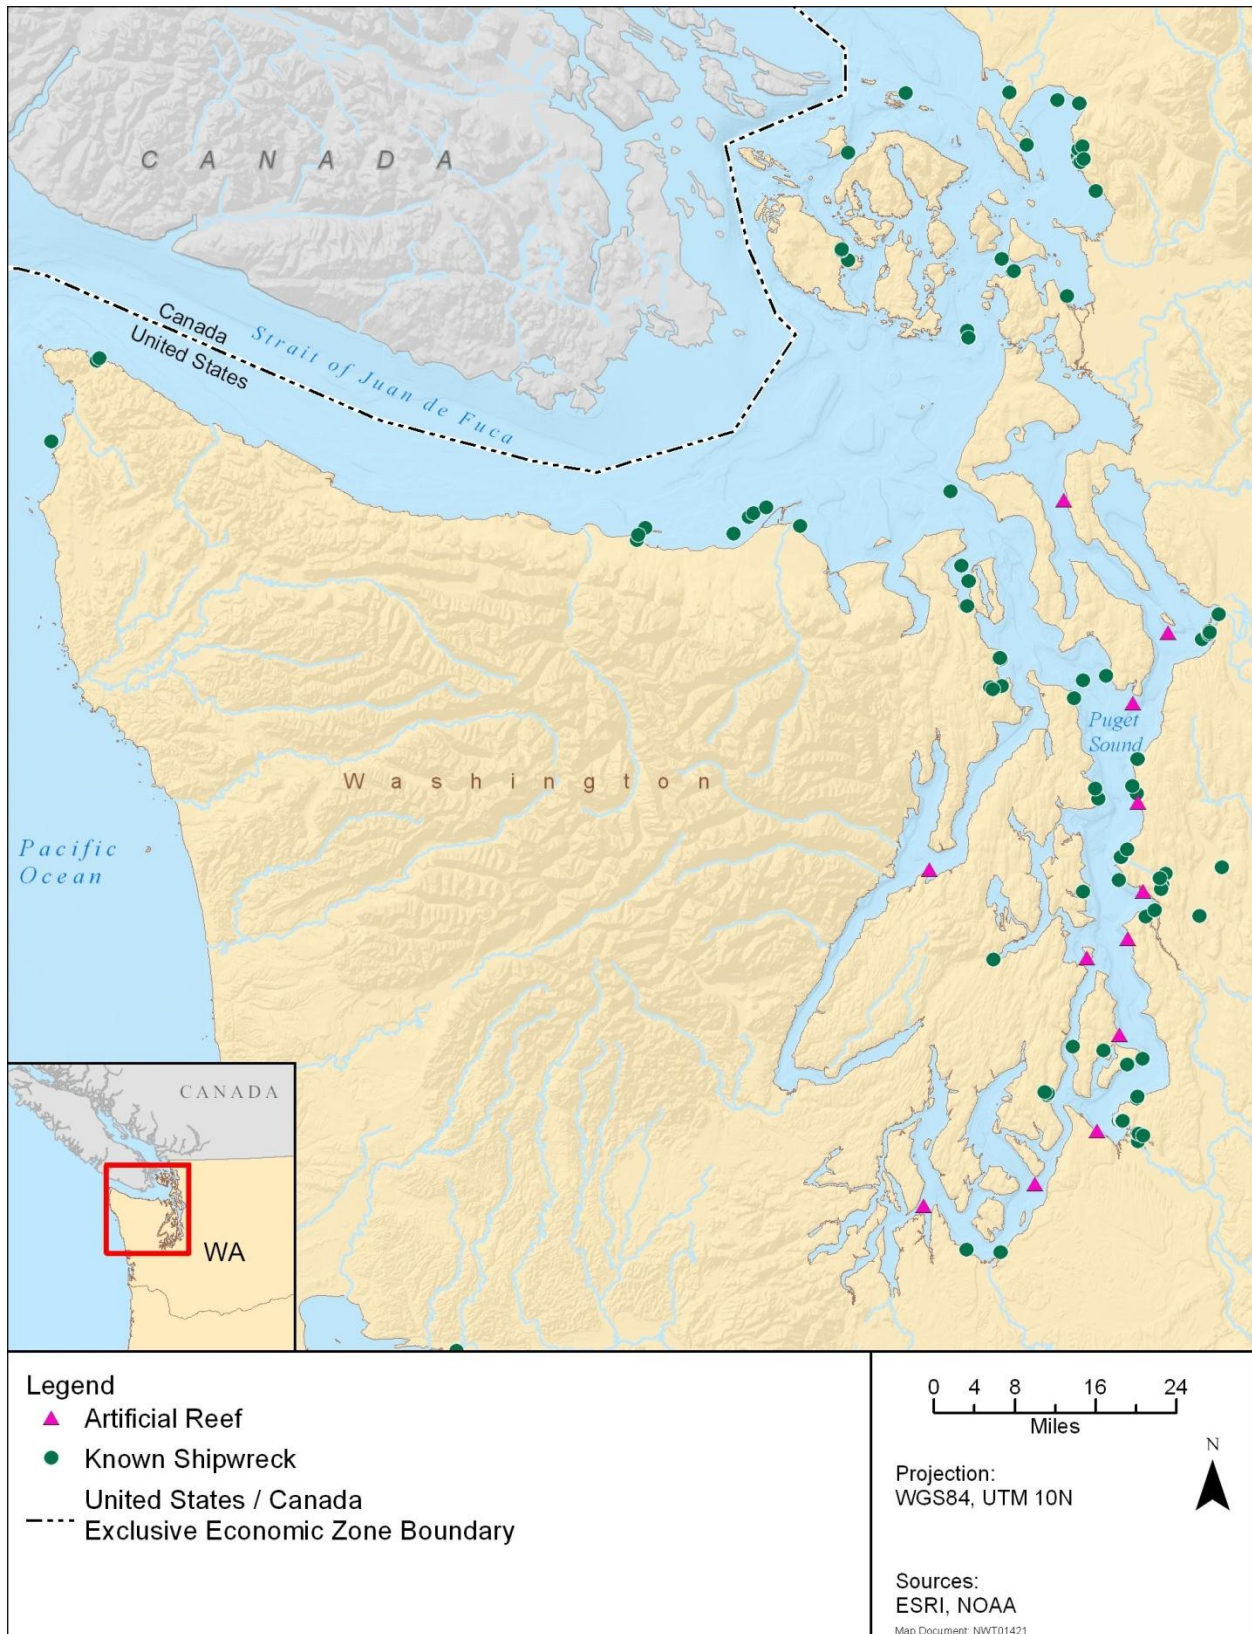 CANADA
Canada
United States
Strait of Juan de Fuca
Puget
Sound
Washington
Pacific
Ocean
CANADA
WA
Legend
Artificial Reef
Known Shipwreck
United States / Canada
Exclusive Economic Zone Boundary
0 4 8 16 24
Miles
N
Projection:
WGS84, UTM 10N
Sources:
ESRI, NOAA
Map Document: NWT01421